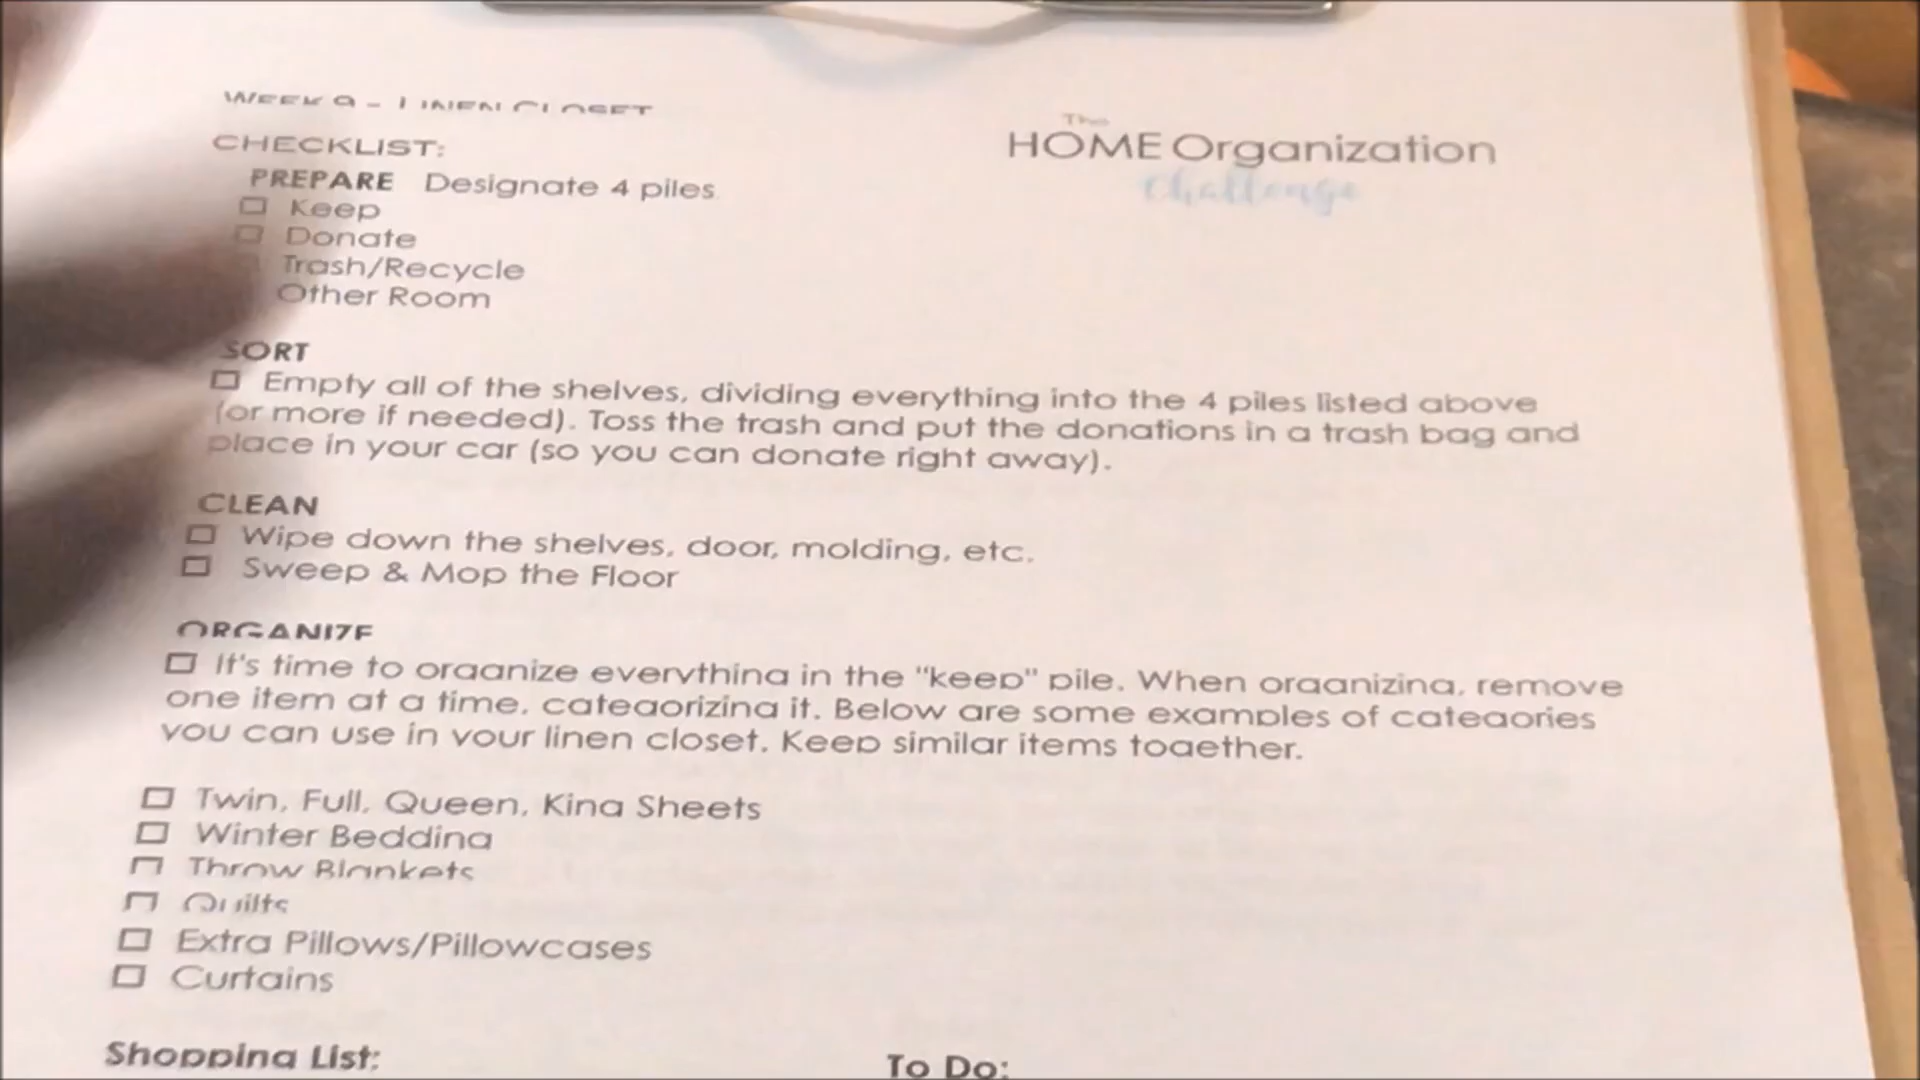 WEEK 9 - LINEN CLOSET
The
HOME Organization
Challenge
CHECKLIST:
PREPARE Designate 4 piles
Keep
Donate
Trash/Recycle
Other Room
SORT
Empty all of the shelves, dividing everything into the 4 piles listed above
(or more if needed). Toss the trash and put the donations in a trash bag and
place in your car (so you can donate right away).
CLEAN
Wipe down the shelves, door, molding, etc.
Sweep & Mop the Floor
ORGANIZE
It's time to organize everything in the "keep" pile. When organizing, remove
one item at a time, categorizing it. Below are some examples of categories
you can use in your linen closet. Keep similar items together.
Twin, Full, Queen, King Sheets
Winter Bedding
Throw Blankets
Quilts
Extra Pillows/Pillowcases
Curtains
Shopping List:
To Do: